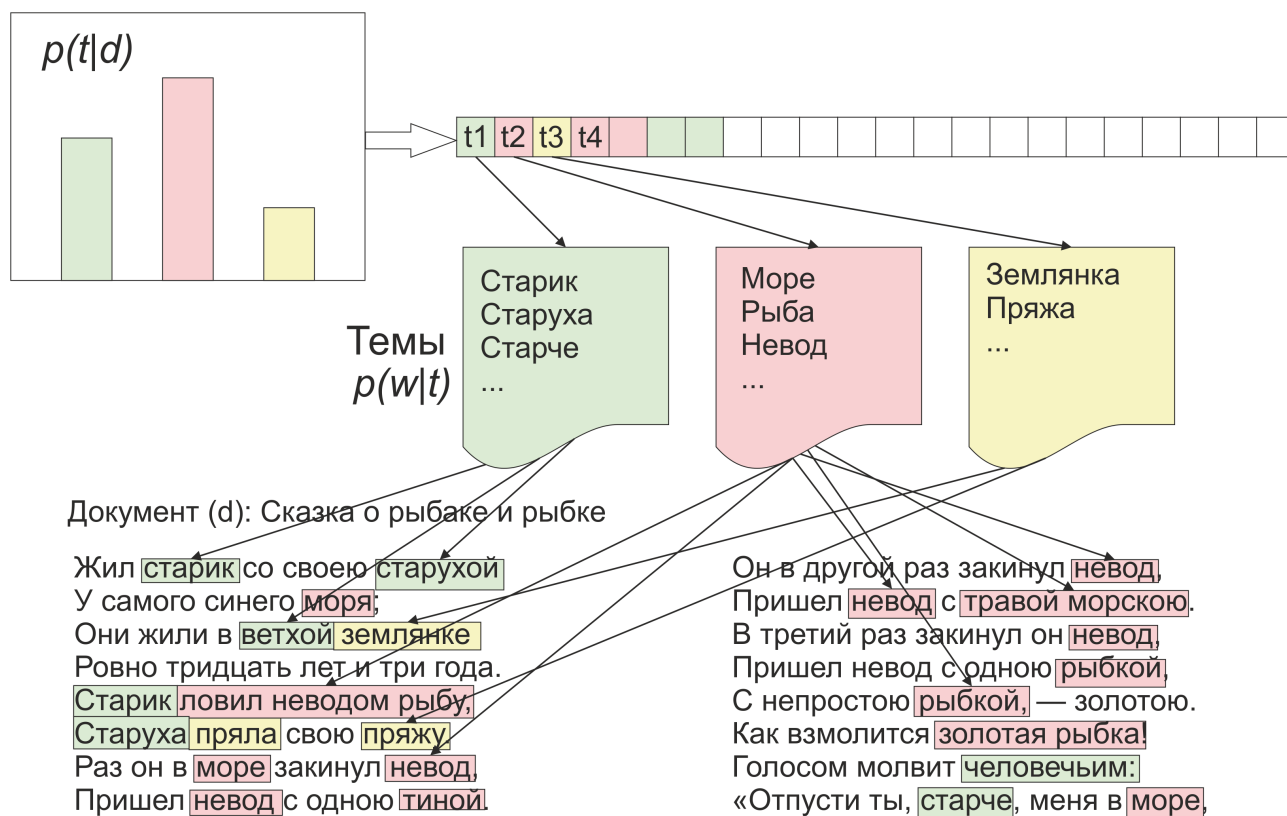 p(t|d)
t1 t2 t3 t4
Старик
Старуха
Старче
...
Море
Рыба
Невод
...
Землянка
Пряжа
...
Темы
p(w|t)
Документ (d): Сказка о рыбаке и рыбке
Жил старик со своею старухой
У самого синего моря;
Они жили в ветхой землянке
Ровно тридцать лет и три года.
Старик ловил неводом рыбу,
Старуха пряла свою пряжу
Раз он в море закинул невод,
Пришел невод с одною тиной.
Он в другой раз закинул невод,
Пришел невод с травой морскою.
В третий раз закинул он невод,
Пришел невод с одною рыбкой,
С непростою рыбкой, — золотою.
Как взмолится золотая рыбка!
Голосом молвит человечьим:
«Отпусти ты, старче, меня в море,